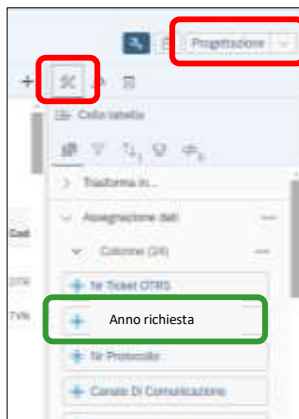 Progettazione
Cella tabella
Trasforma in...
Assegnazione dati
Cod
Colonne (24)
Nr Ticket OTRS
Anno richiesta
Nr Protocollo
Canale Di Comunicazione